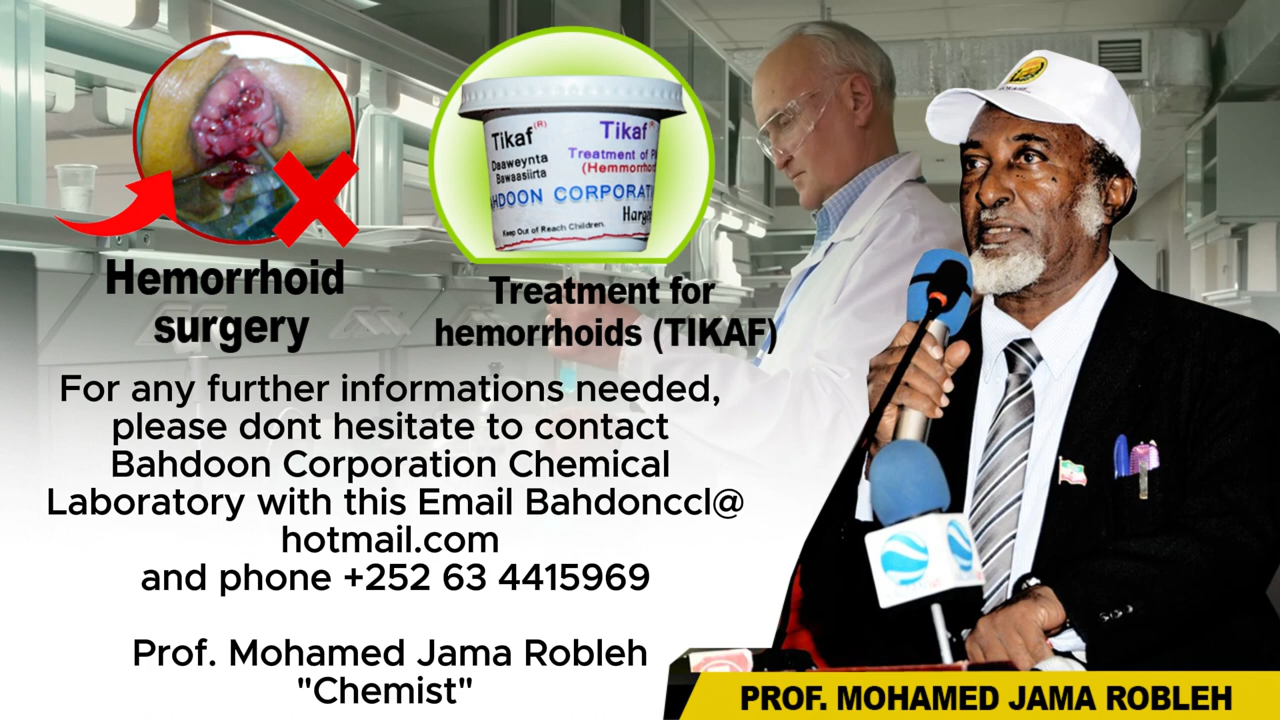 Hemorrhoid
surgery
Tikaf(R)
Daaweynta
Bawaasiirta
Tikaf
Treatment of
(Hemmorrhoi
HDOON CORPORATI
Harge
Keep Out of Reach Children.
Treatment for
hemorrhoids (TIKAF)
For any further informations needed,
please dont hesitate to contact
Bahdoon Corporation Chemical
Laboratory with this Email Bahdonccl@
hotmail.com
and phone +252 63 4415969
Prof. Mohamed Jama Robleh
"Chemist"
PROF. MOHAMED JAMA ROBLEH